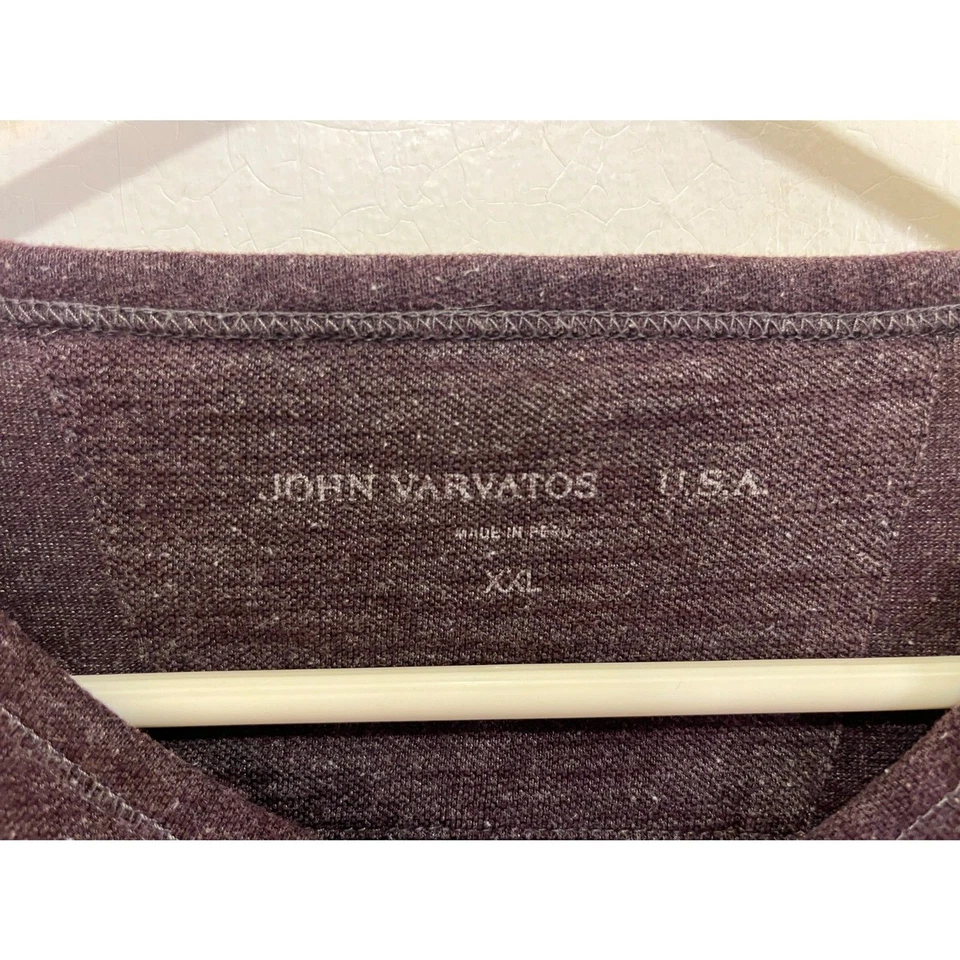 JOHN VARVATOS U.S.A.
MADE IN PERU
XXL